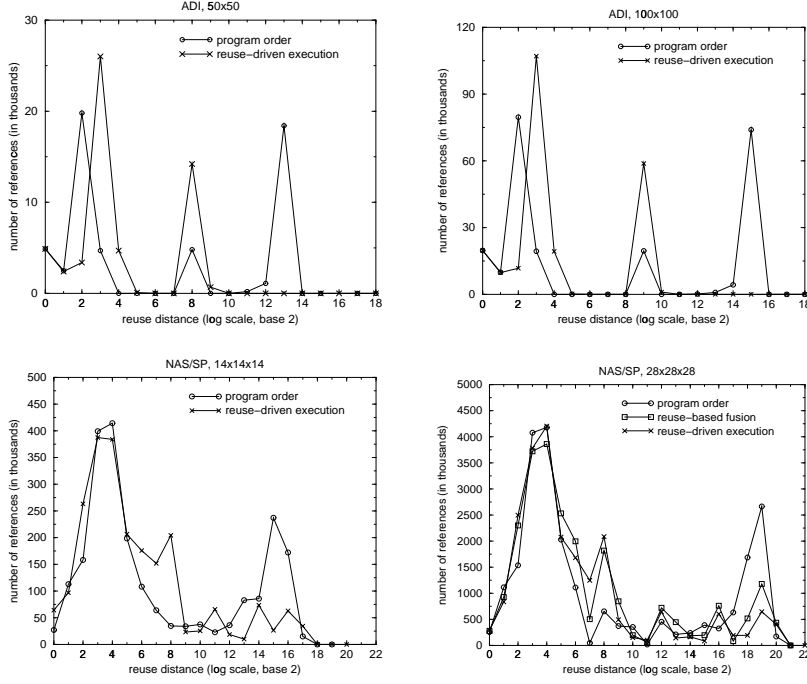 ADI, 50x50
30
20
10
0
number of references (in thousands)
program order
reuse−driven execution
0 2 4 6 8 10 12 14 16 18
reuse distance (log scale, base 2)
ADI, 100x100
120
90
60
30
0
number of references (in thousands)
program order
reuse−driven execution
0 2 4 6 8 10 12 14 16 18
reuse distance (log scale, base 2)
NAS/SP, 14x14x14
500
450
400
350
300
250
200
150
100
50
0
number of references (in thousands)
program order
reuse−driven execution
0 2 4 6 8 10 12 14 16 18 20 22
reuse distance (log scale, base 2)
NAS/SP, 28x28x28
5000
4500
4000
3500
3000
2500
2000
1500
1000
500
0
number of references (in thousands)
program order
reuse−based fusion
reuse−driven execution
0 2 4 6 8 10 12 14 16 18 20 22
reuse distance (log scale, base 2)